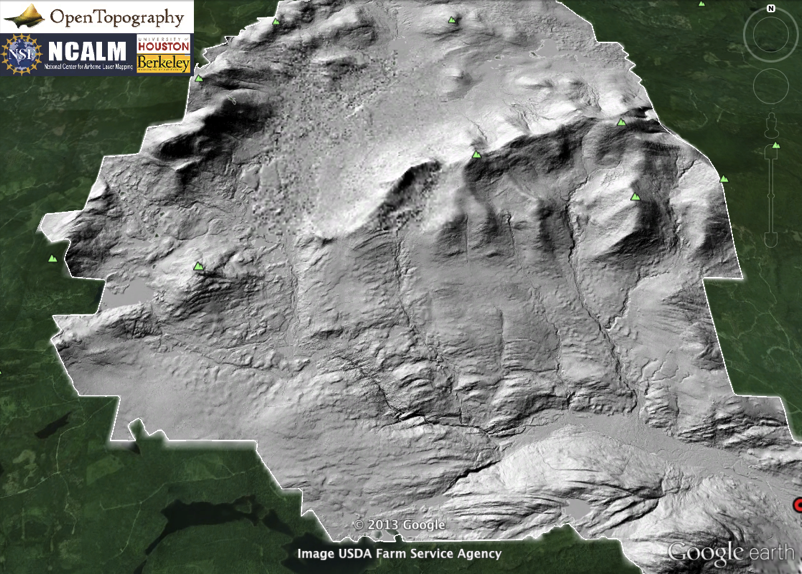 OpenTopography
NSF
NCALM
National Center for Airborne Laser Mapping
UNIVERSITY of
HOUSTON
Berkeley
N
© 2013 Google
Image USDA Farm Service Agency
Google earth